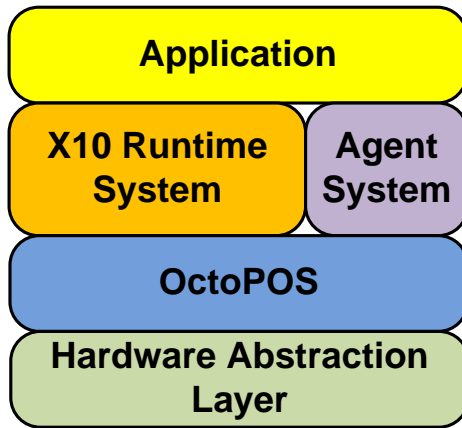 Application
X10 Runtime
System
Agent
System
OctoPOS
Hardware Abstraction
Layer